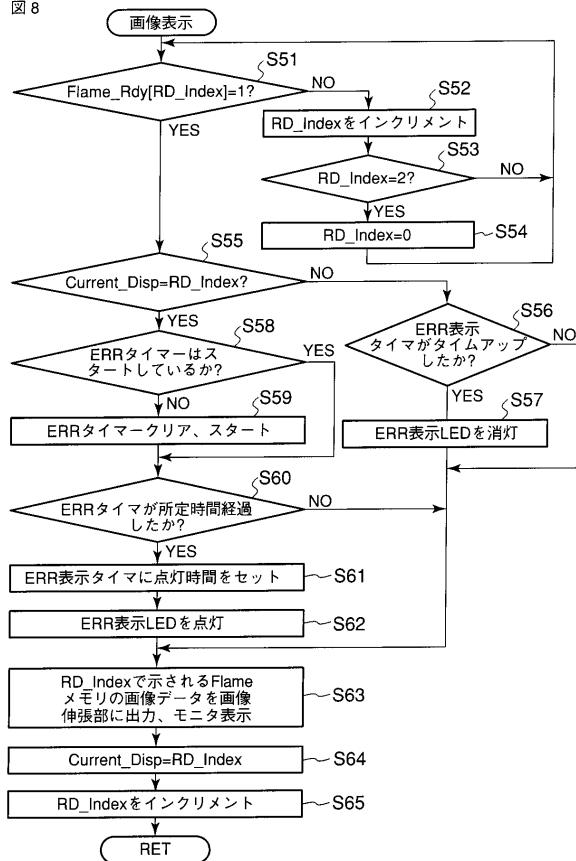 図8
画像表示
S51
Flame_Rdy[RD_Index]=1?
NO
YES
S52
RD_Indexをインクリメント
S53
RD_Index=2?
NO
YES
S54
RD_Index=0
S55
Current_Disp=RD_Index?
NO
YES
S56
ERR表示
タイマがタイムアップ
したか?
NO
YES
S57
ERR表示LEDを消灯
S58
ERRタイマーはス
タートしているか?
YES
NO
S59
ERRタイマークリア、スタート
S60
ERRタイマが所定時間経過
したか?
NO
YES
ERR表示タイマに点灯時間をセット
S61
ERR表示LEDを点灯
S62
RD_Indexで示されるFlame
メモリの画像データを画像
伸張部に出力、モニタ表示
S63
Current_Disp=RD_Index
S64
RD_Indexをインクリメント
S65
RET